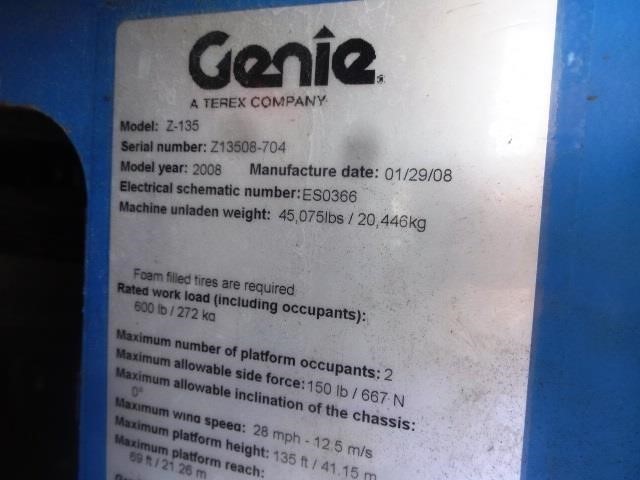 Genie
A TEREX COMPANY
Model: Z-135
Serial number: Z13508-704
Model year: 2008 Manufacture date: 01/29/08
Electrical schematic number: ES0366
Machine unladen weight: 45,075lbs / 20,446kg
Foam filled tires are required
Rated work load (including occupants):
600 lb / 272 kg
Maximum number of platform occupants: 2
Maximum allowable side force: 150 lb / 667 N
Maximum allowable inclination of the chassis:
0°
Maximum wind speed: 28 mph - 12.5 m/s
Maximum platform height: 135 ft / 41.15 m
Maximum platform reach:
69 ft / 21.26 m